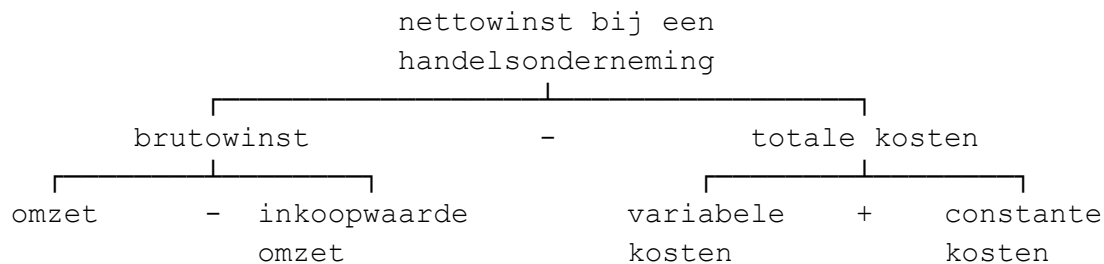 nettowinst bij een
handelsonderneming
brutowinst - totale kosten
omzet - inkoopwaarde variabele + constante
omzet kosten kosten